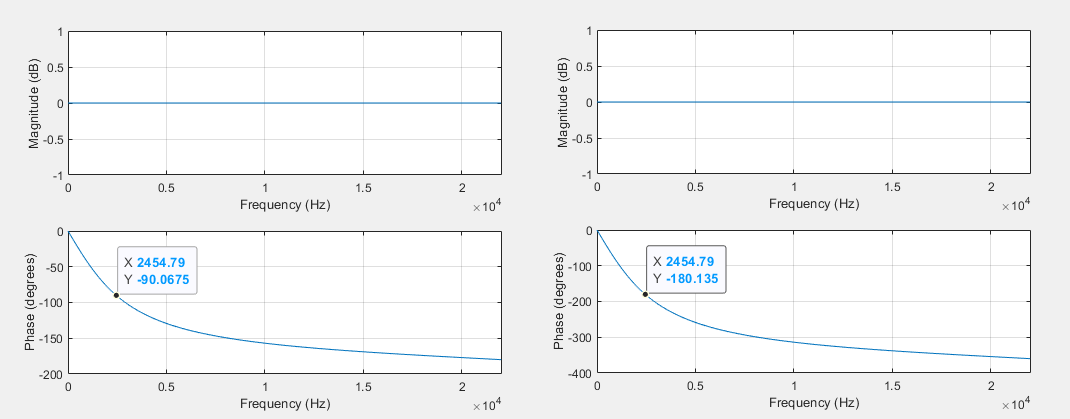 1
0.5
0
-0.5
-1
Magnitude (dB)
0 0.5 1 1.5 2
Frequency (Hz)
×10^4
1
0.5
0
-0.5
-1
Magnitude (dB)
0 0.5 1 1.5 2
Frequency (Hz)
×10^4
0
-50
-100
-150
-200
Phase (degrees)
X 2454.79
Y -90.0675
0 0.5 1 1.5 2
Frequency (Hz)
×10^4
0
-100
-200
-300
-400
Phase (degrees)
X 2454.79
Y -180.135
0 0.5 1 1.5 2
Frequency (Hz)
×10^4